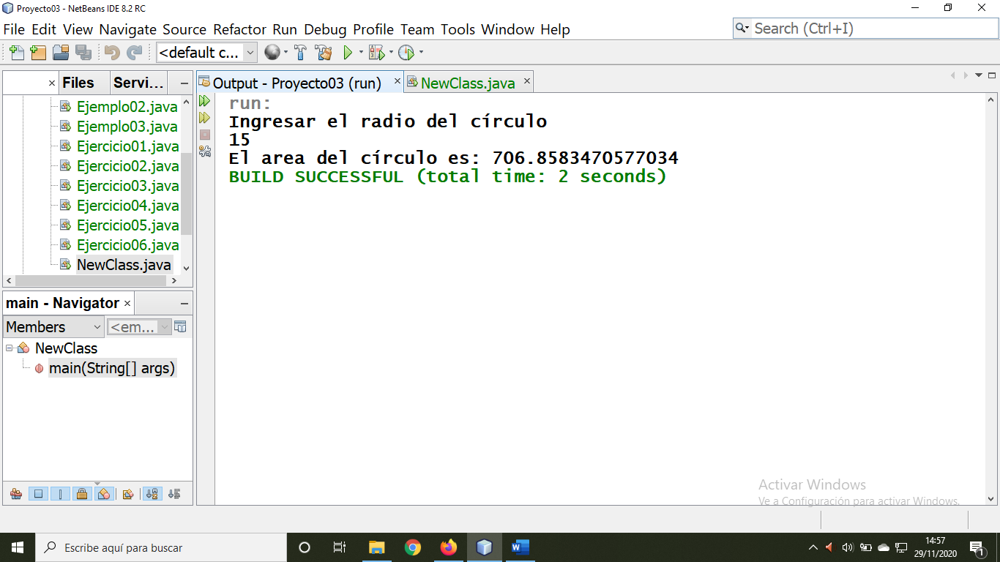 Proyecto03 - NetBeans IDE 8.2 RC
File Edit View Navigate Source Refactor Run Debug Profile Team Tools Window Help
Search (Ctrl+I)
<default c...
Files Servi...
Output - Proyecto03 (run)
NewClass.java
Ejemplo02.java
Ejemplo03.java
Ejercicio01.java
Ejercicio02.java
Ejercicio03.java
Ejercicio04.java
Ejercicio05.java
Ejercicio06.java
NewClass.java
run:
Ingresar el radio del círculo
15
El area del círculo es: 706.8583470577034
BUILD SUCCESSFUL (total time: 2 seconds)
main - Navigator
Members
<em...
NewClass
main(String[] args)
Activar Windows
Ve a Configuración para activar Windows.
Escribe aquí para buscar
14:57
29/11/2020
1